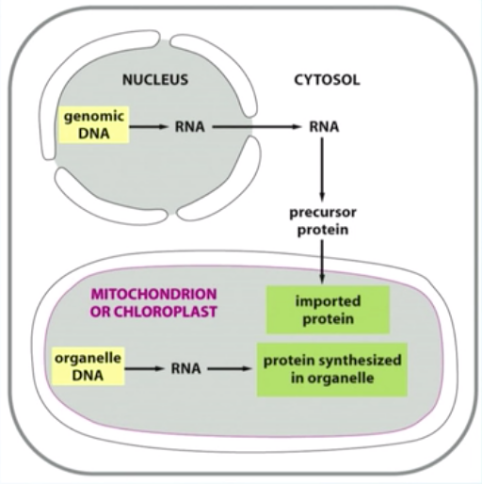 NUCLEUS
CYTOSOL
genomic
DNA
RNA
RNA
precursor
protein
MITOCHONDRION
OR CHLOROPLAST
imported
protein
organelle
DNA
RNA
protein synthesized
in organelle